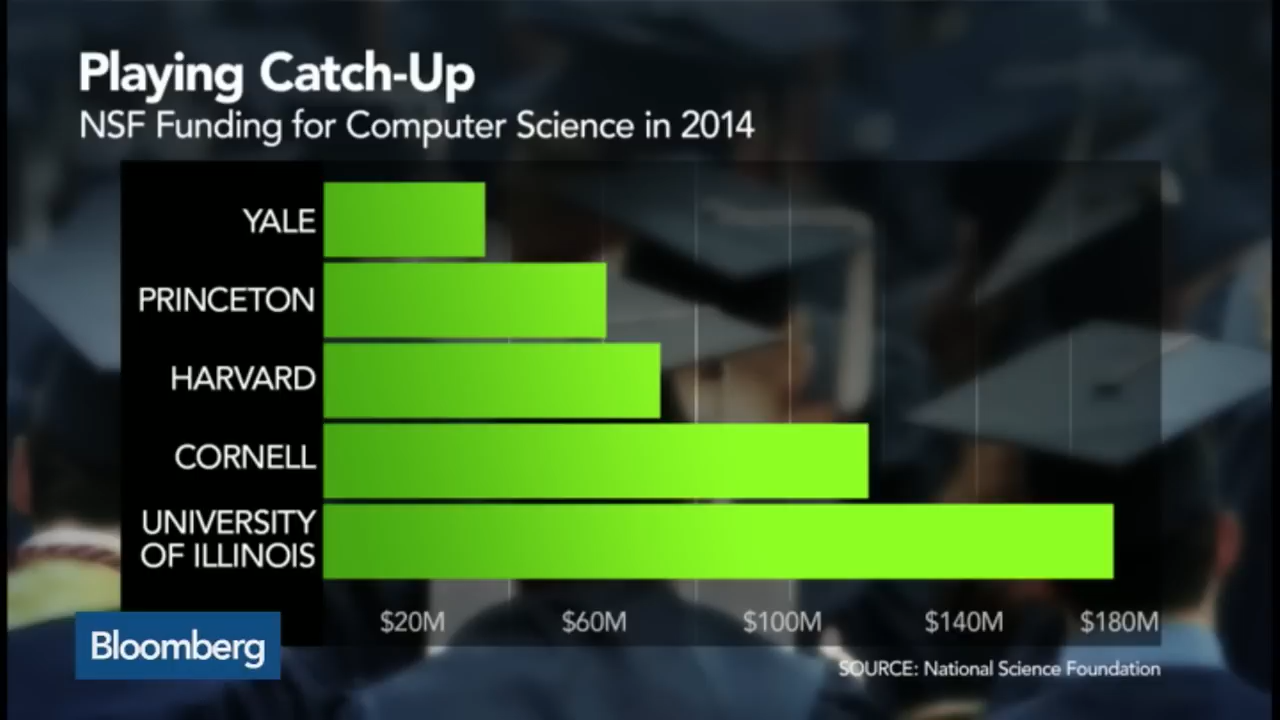 Playing Catch-Up
NSF Funding for Computer Science in 2014
YALE
PRINCETON
HARVARD
CORNELL
UNIVERSITY
OF ILLINOIS
$20M $60M $100M $140M $180M
Bloomberg
SOURCE: National Science Foundation